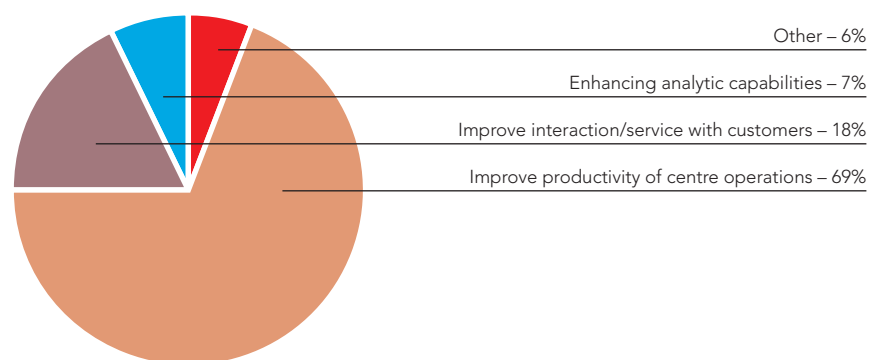 Other – 6%
Enhancing analytic capabilities – 7%
Improve interaction/service with customers – 18%
Improve productivity of centre operations – 69%